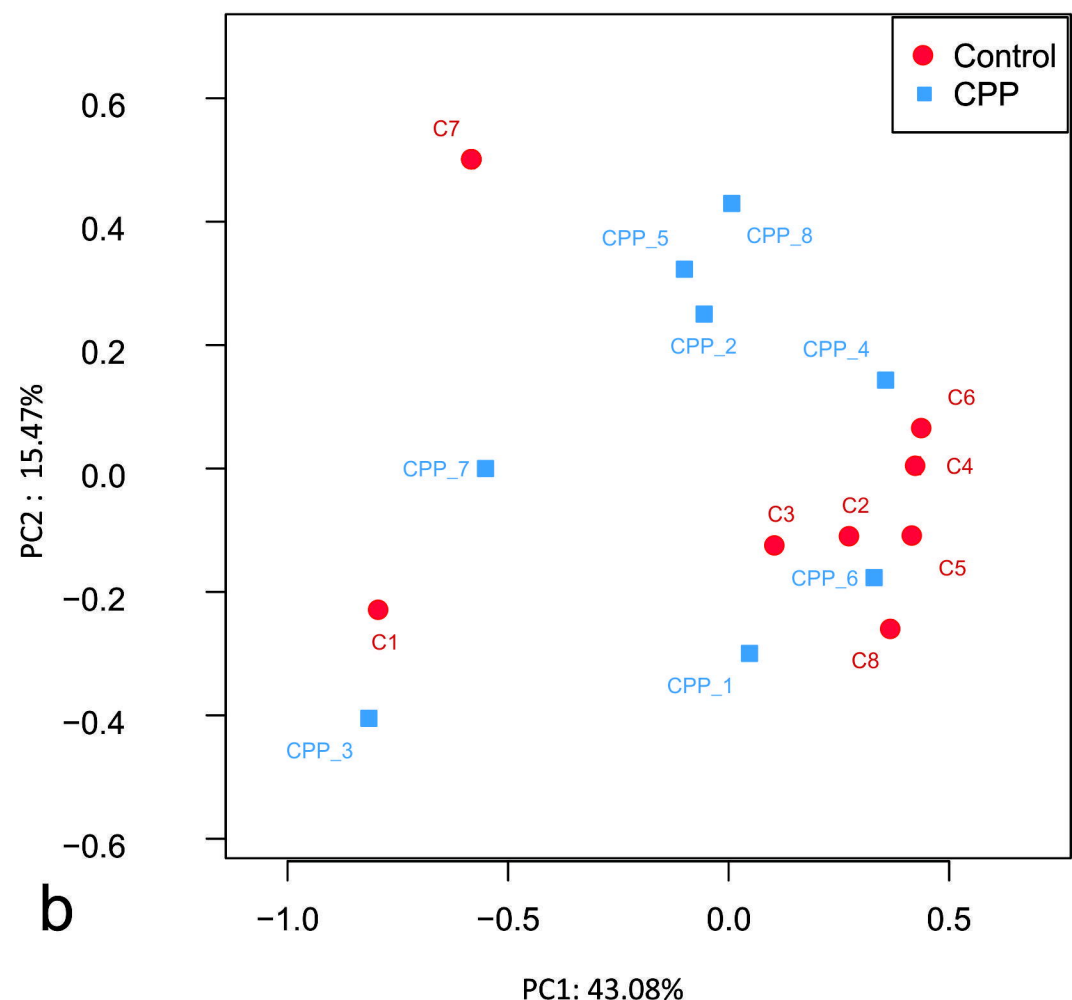 Control
CPP
0.6
0.4
0.2
0.0
−0.2
−0.4
−0.6
PC2 : 15.47%
C7
CPP_5
CPP_8
CPP_2
CPP_4
C6
CPP_7
C4
C3
C2
CPP_6
C5
C1
C8
CPP_1
CPP_3
b
−1.0
−0.5
0.0
0.5
PC1: 43.08%